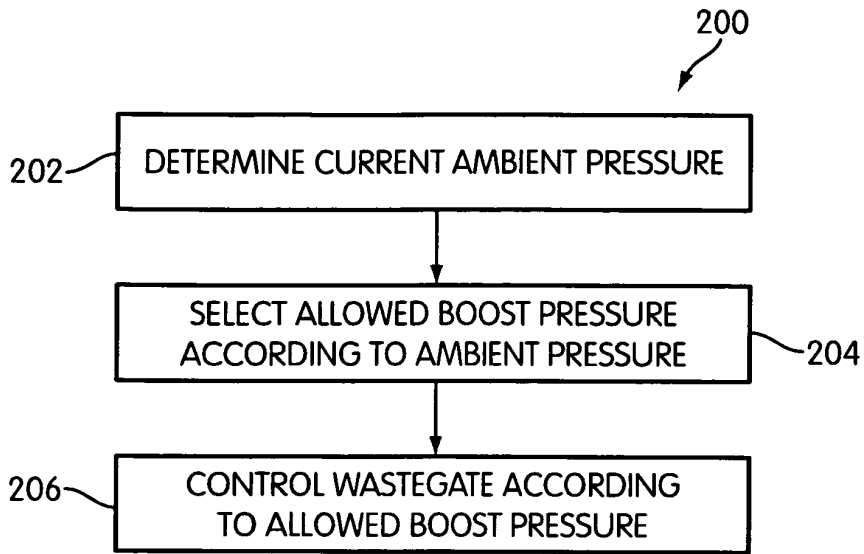 200
202
DETERMINE CURRENT AMBIENT PRESSURE
SELECT ALLOWED BOOST PRESSURE
ACCORDING TO AMBIENT PRESSURE
204
206
CONTROL WASTEGATE ACCORDING
TO ALLOWED BOOST PRESSURE